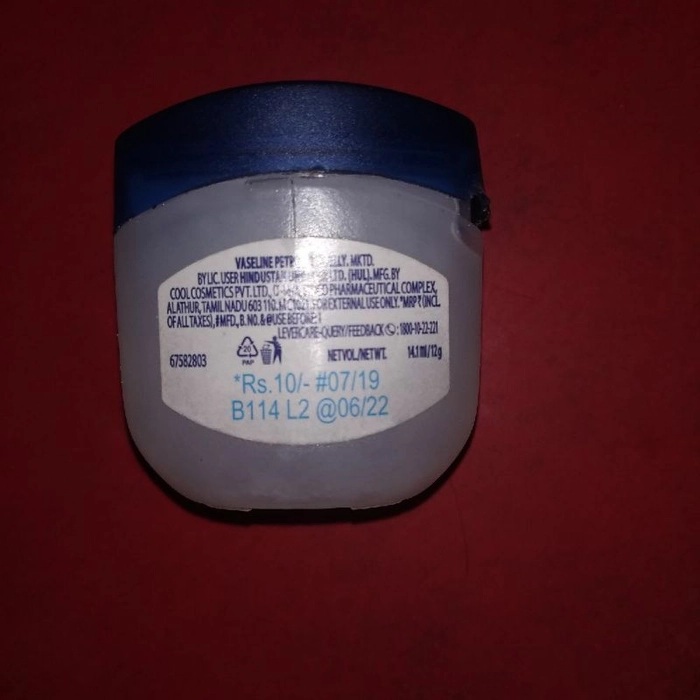 VASELINE JELLY. MKTD.
BY LIC. USER HINDUSTAN LTD. (HUL). MFG. BY
COOL COSMETICS PVT. LTD., PHARMACEUTICAL COMPLEX,
ALATHUR, TAMIL NADU 603 110. FOR EXTERNAL USE ONLY. *MRP ₹ (INCL.
OF ALL TAXES), #MFD., B. NO. & @USE BEFORE:
LEVERCARE-QUERY/FEEDBACK : 1800-10-22-221
67582803 20 PAP NET VOL./NET WT. 14.1 ml/12 g
*Rs.10/- #07/19
B114 L2 @06/22